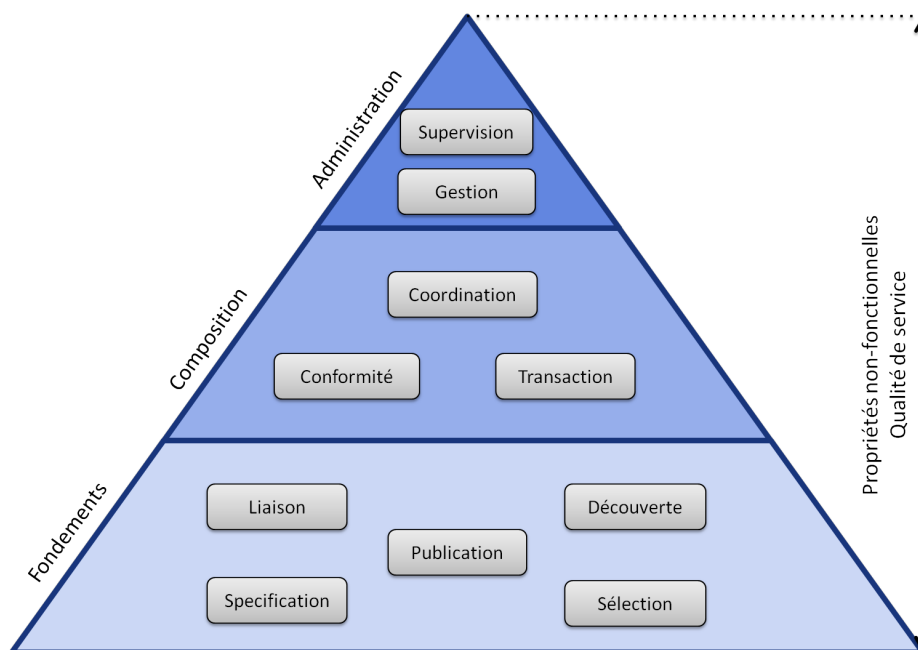 Administration
Supervision
Gestion
Composition
Coordination
Conformité
Transaction
Fondements
Liaison
Découverte
Publication
Specification
Sélection
Propriétés non-fonctionnelles
Qualité de service